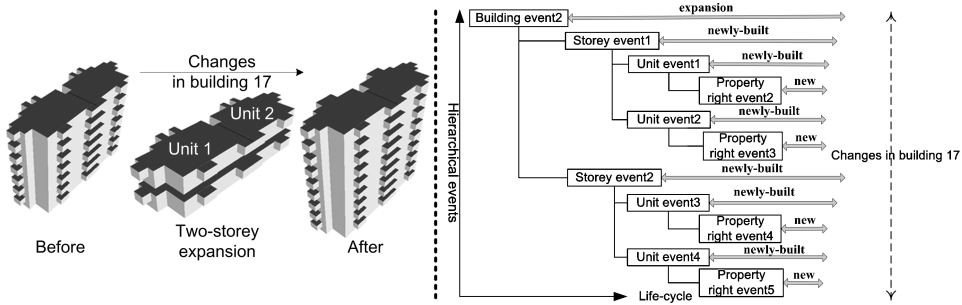 Changes
in building 17
Unit 1
Unit 2
Before
Two-storey
expansion
After
Hierarchical events
Life-cycle
Building event2
expansion
Storey event1
newly-built
Unit event1
newly-built
Property
right event2
new
Unit event2
newly-built
Property
right event3
new
Storey event2
newly-built
Unit event3
newly-built
Property
right event4
new
Unit event4
newly-built
Property
right event5
new
Changes in building 17